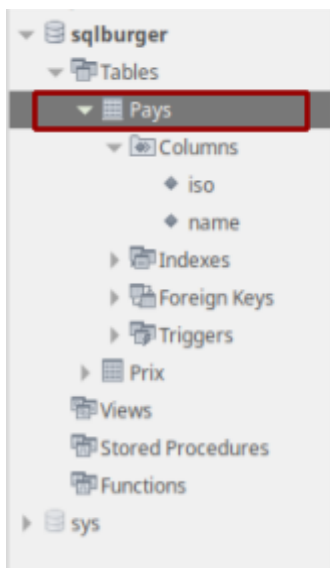 sqlburger
Tables
Pays
Columns
iso
name
Indexes
Foreign Keys
Triggers
Prix
Views
Stored Procedures
Functions
sys